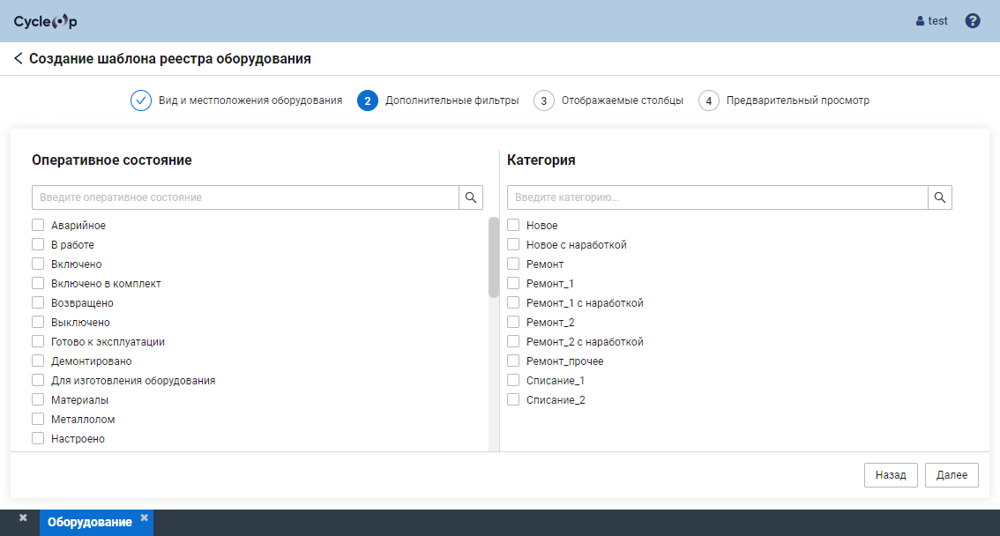 CycleOp
test
Создание шаблона реестра оборудования
Вид и местположения оборудования
2 Дополнительные фильтры
3 Отображаемые столбцы
4 Предварительный просмотр
Оперативное состояние
Введите оперативное состояние
Аварийное
В работе
Включено
Включено в комплект
Возвращено
Выключено
Готово к эксплуатации
Демонтировано
Для изготовления оборудования
Материалы
Металлолом
Настроено
Категория
Введите категорию...
Новое
Новое с наработкой
Ремонт
Ремонт_1
Ремонт_1 с наработкой
Ремонт_2
Ремонт_2 с наработкой
Ремонт_прочее
Списание_1
Списание_2
Назад
Далее
Оборудование